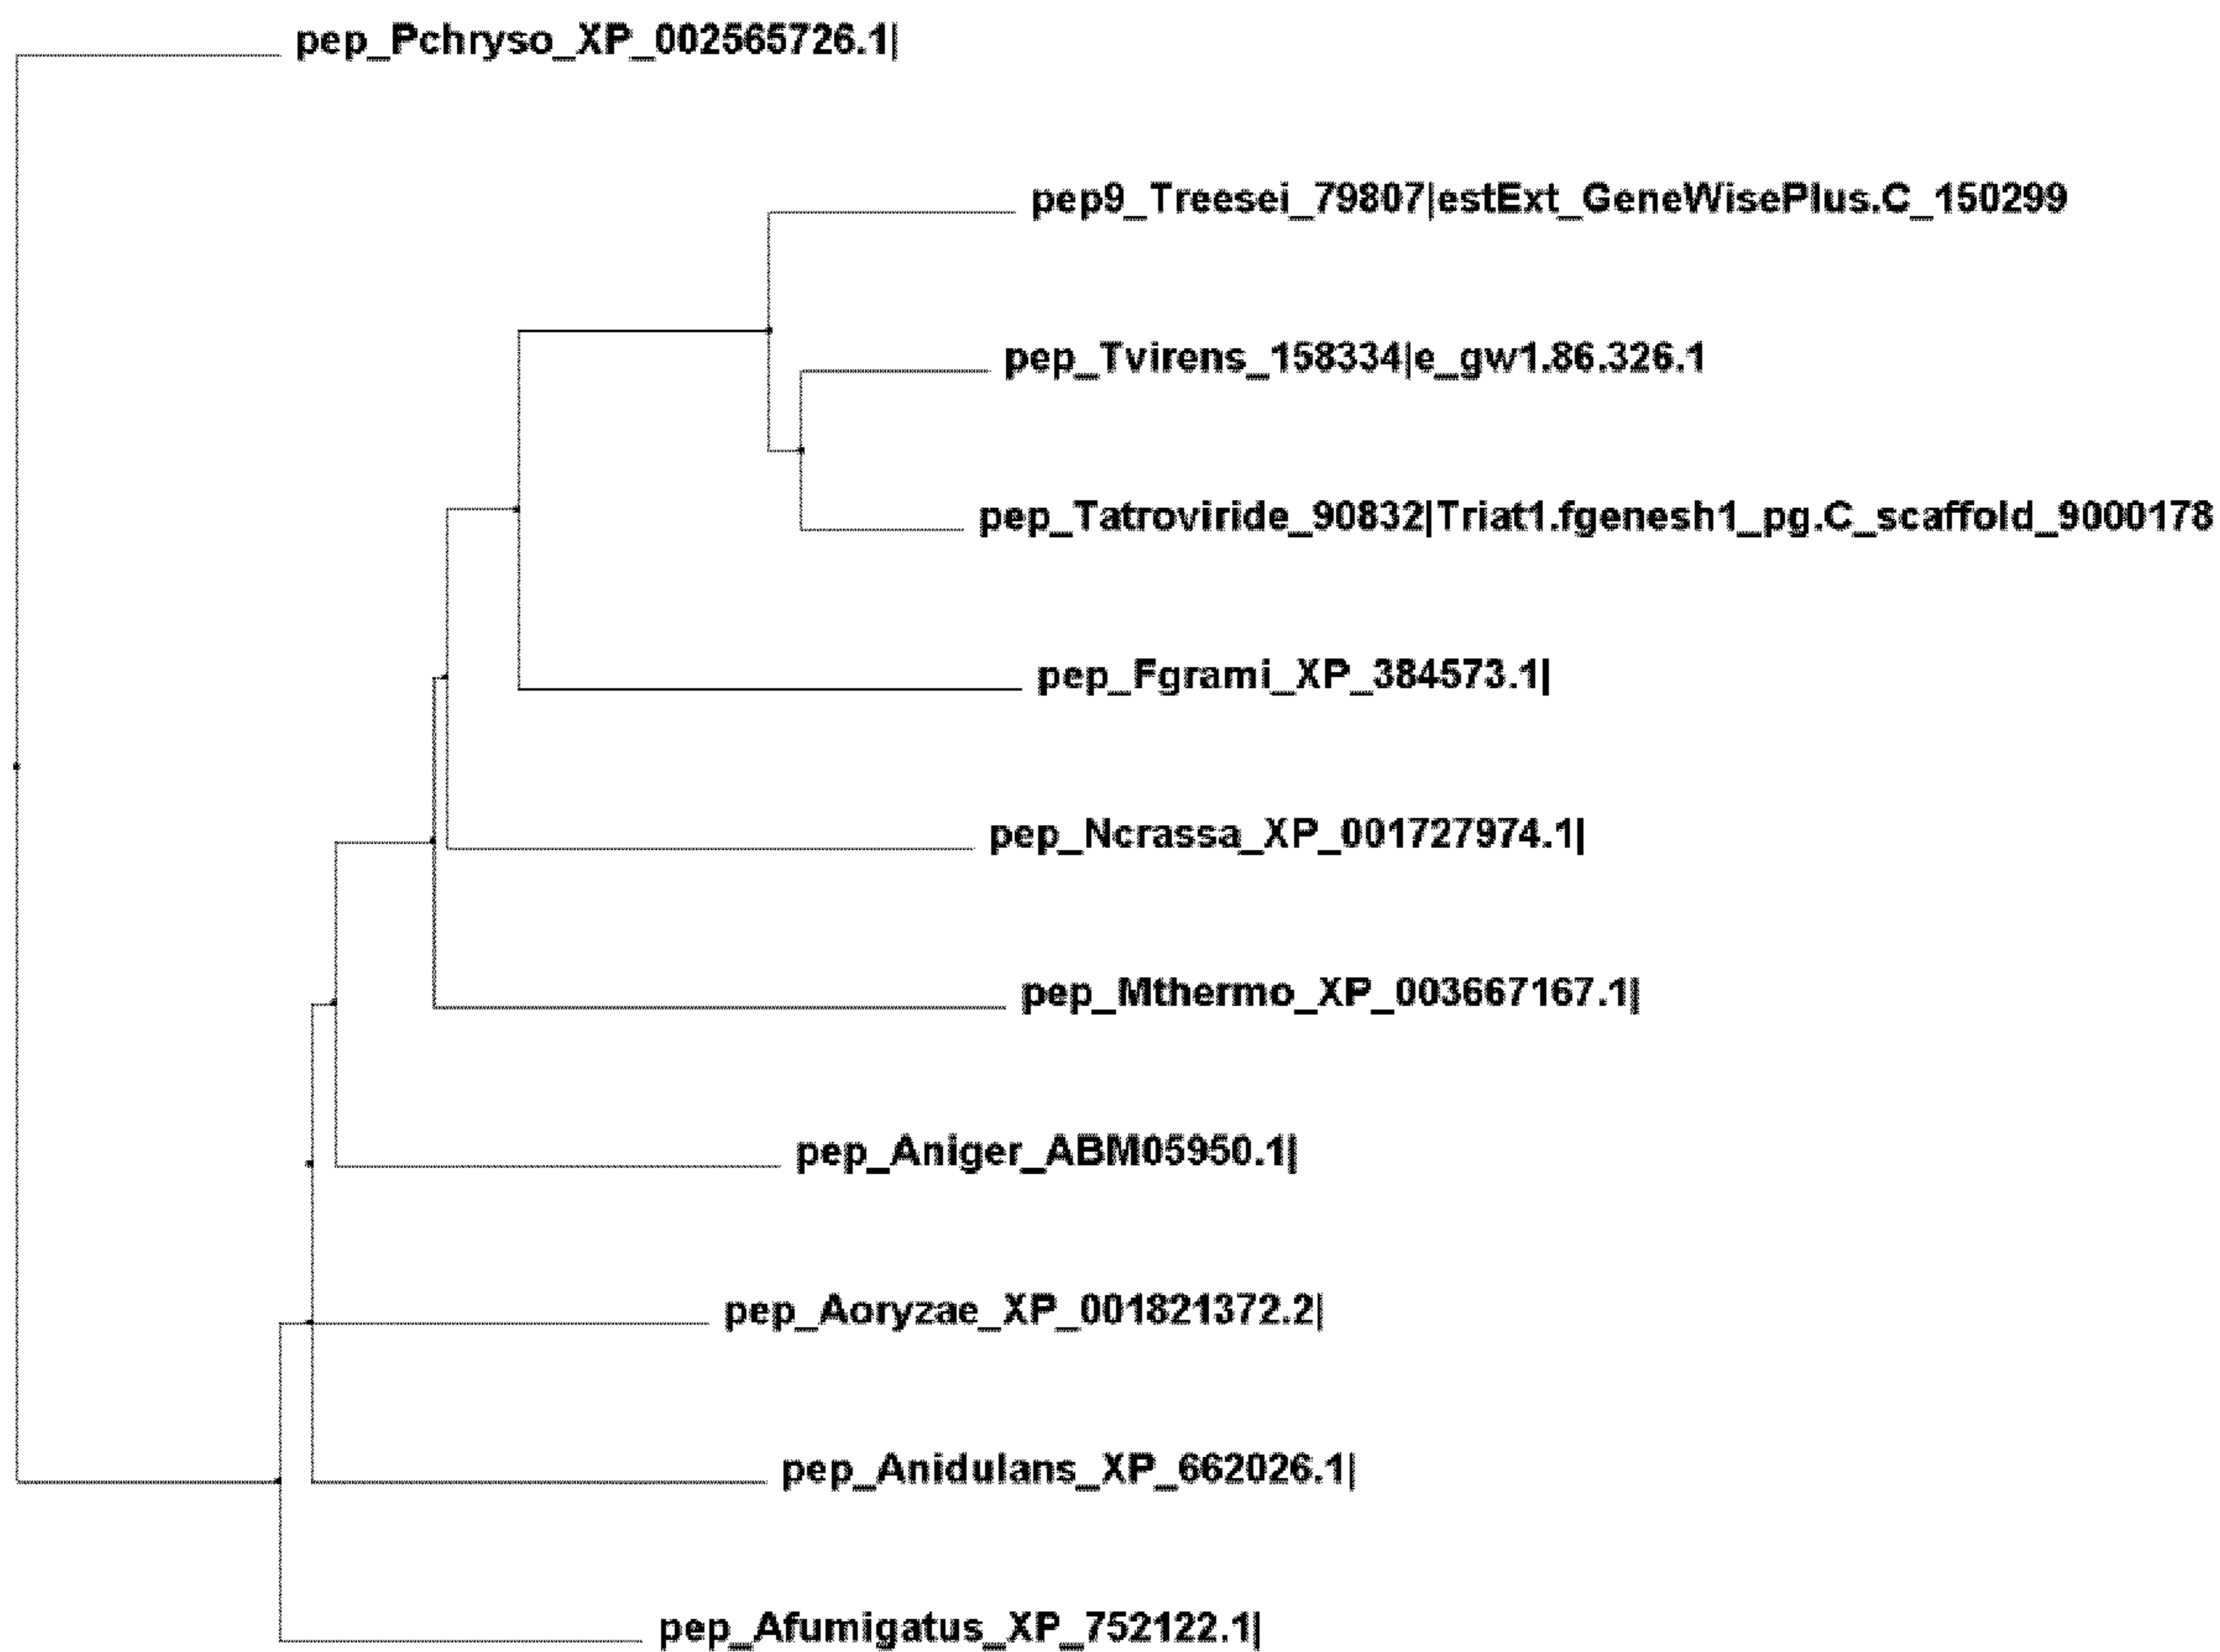 pep_Pchryso_XP_002565726.1|
pep9_Treesei_79807|estExt_GeneWisePlus.C_150299
pep_Tvirens_158334|e_gw1.86.326.1
pep_Tatroviride_90832|Triat1.fgenesh1_pg.C_scaffold_9000178
pep_Fgrami_XP_384573.1|
pep_Ncrassa_XP_001727974.1|
pep_Mthermo_XP_003667167.1|
pep_Aniger_ABM05950.1|
pep_Aoryzae_XP_001821372.2|
pep_Anidulans_XP_662026.1|
pep_Afumigatus_XP_752122.1|